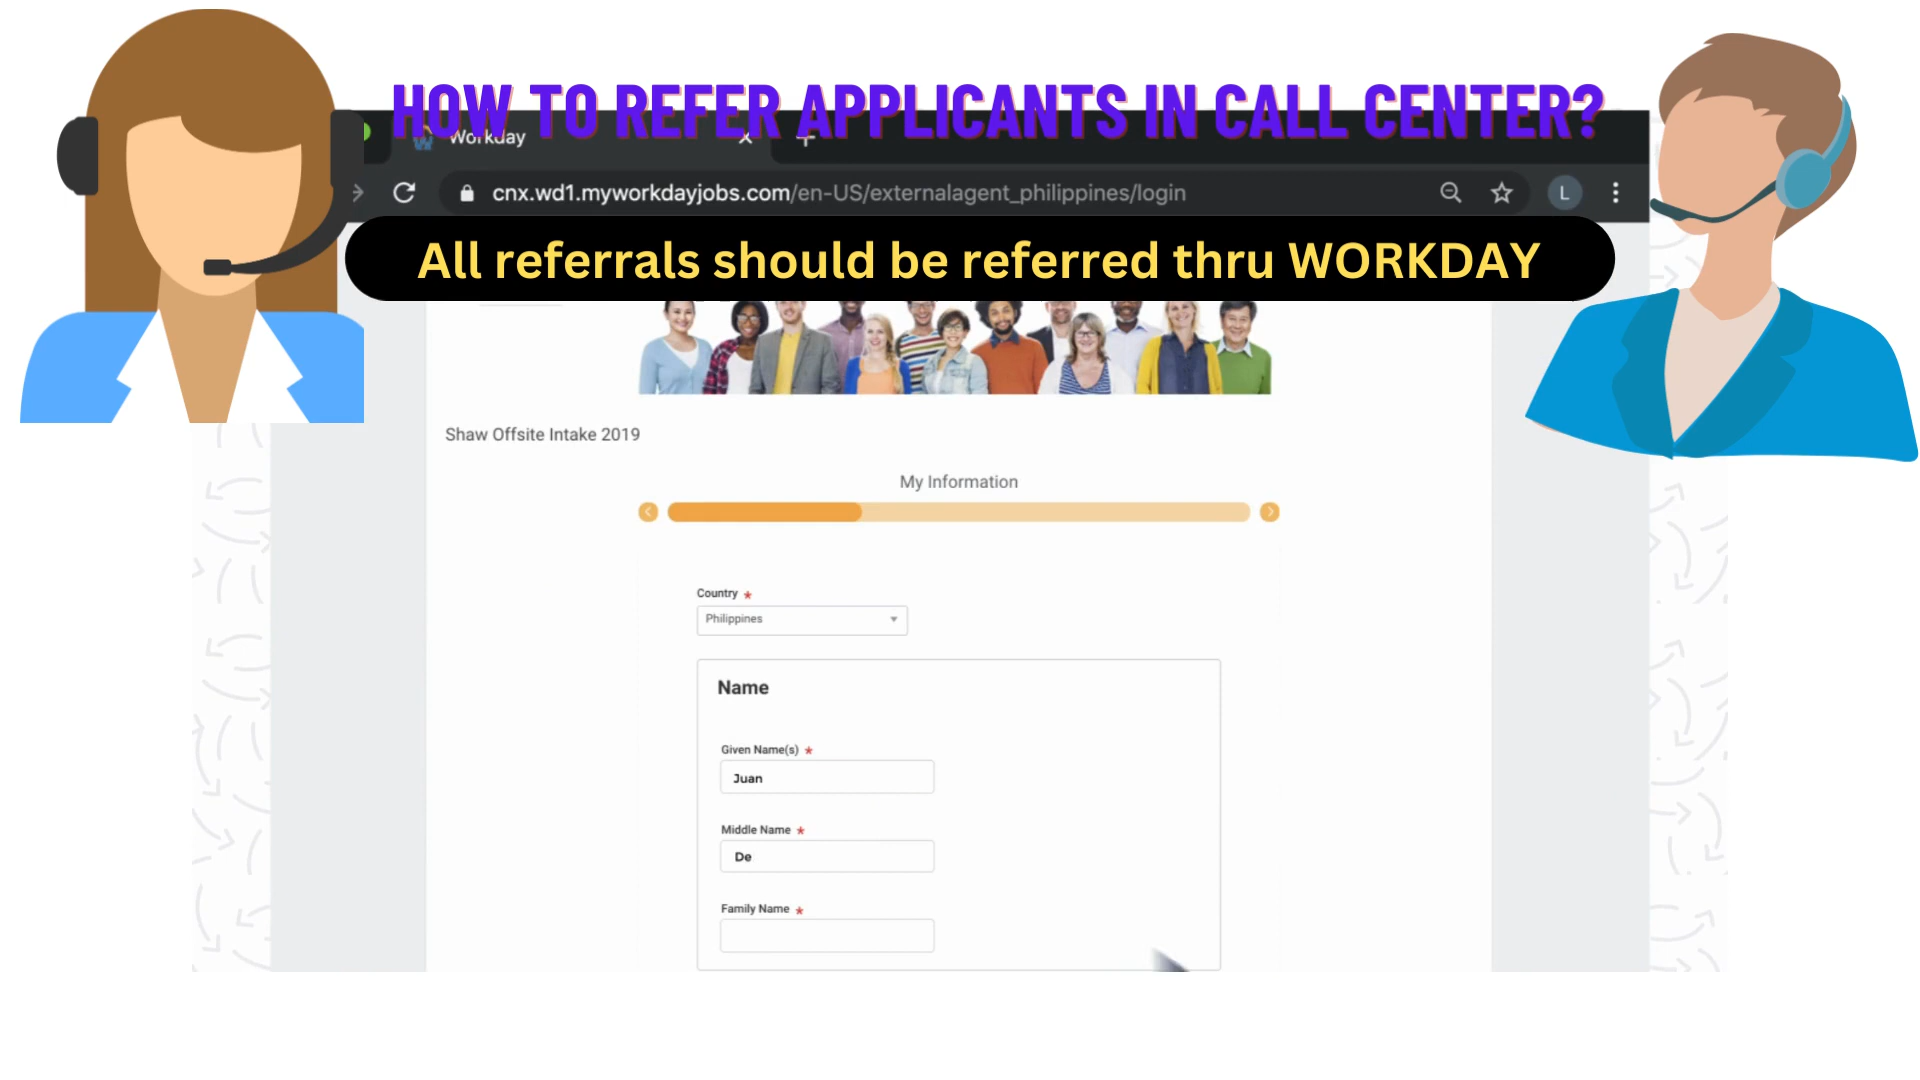 HOW TO REFER APPLICANTS IN CALL CENTER?
Workday
cnx.wd1.myworkdayjobs.com/en-US/externalagent_philippines/login
L
All referrals should be referred thru WORKDAY
Shaw Offsite Intake 2019
My Information
Country *
Philippines
Name
Given Name(s) *
Juan
Middle Name *
De
Family Name *